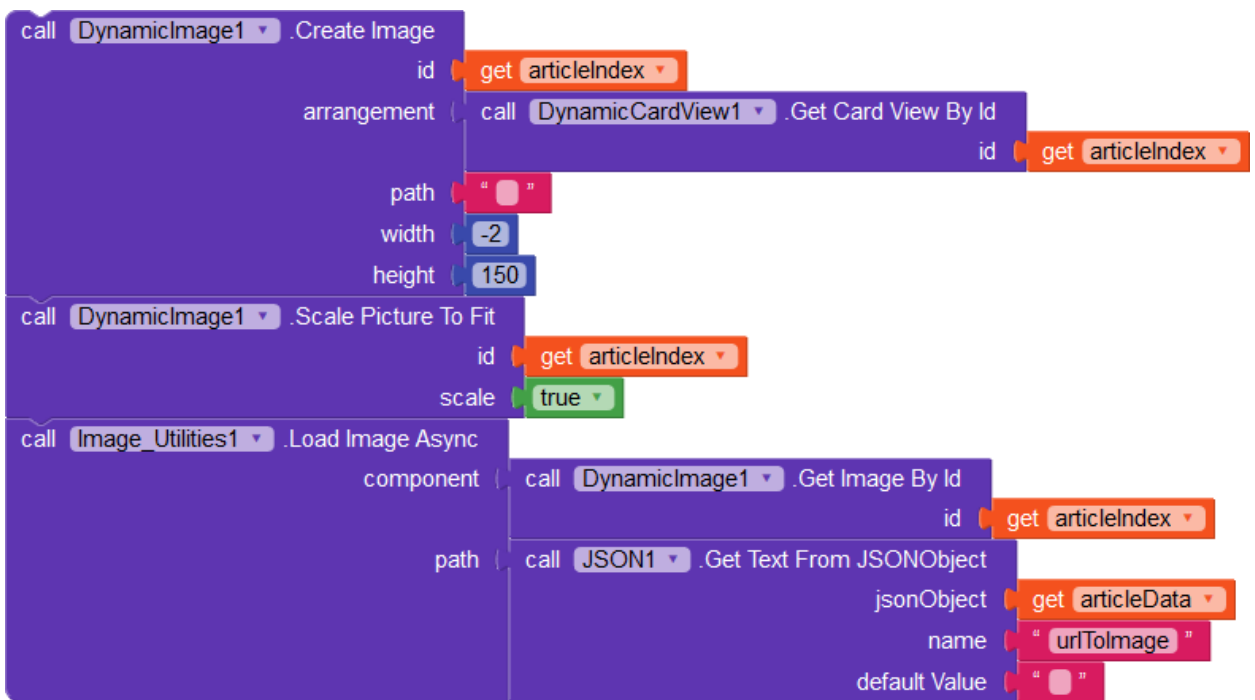 call DynamicImage1 .Create Image
id get articleIndex
arrangement call DynamicCardView1 .Get Card View By Id
id get articleIndex
path “ ”
width -2
height 150
call DynamicImage1 .Scale Picture To Fit
id get articleIndex
scale true
call Image_Utilities1 .Load Image Async
component call DynamicImage1 .Get Image By Id
id get articleIndex
path call JSON1 .Get Text From JSONObject
jsonObject get articleData
name “ urlToImage ”
default Value “ ”